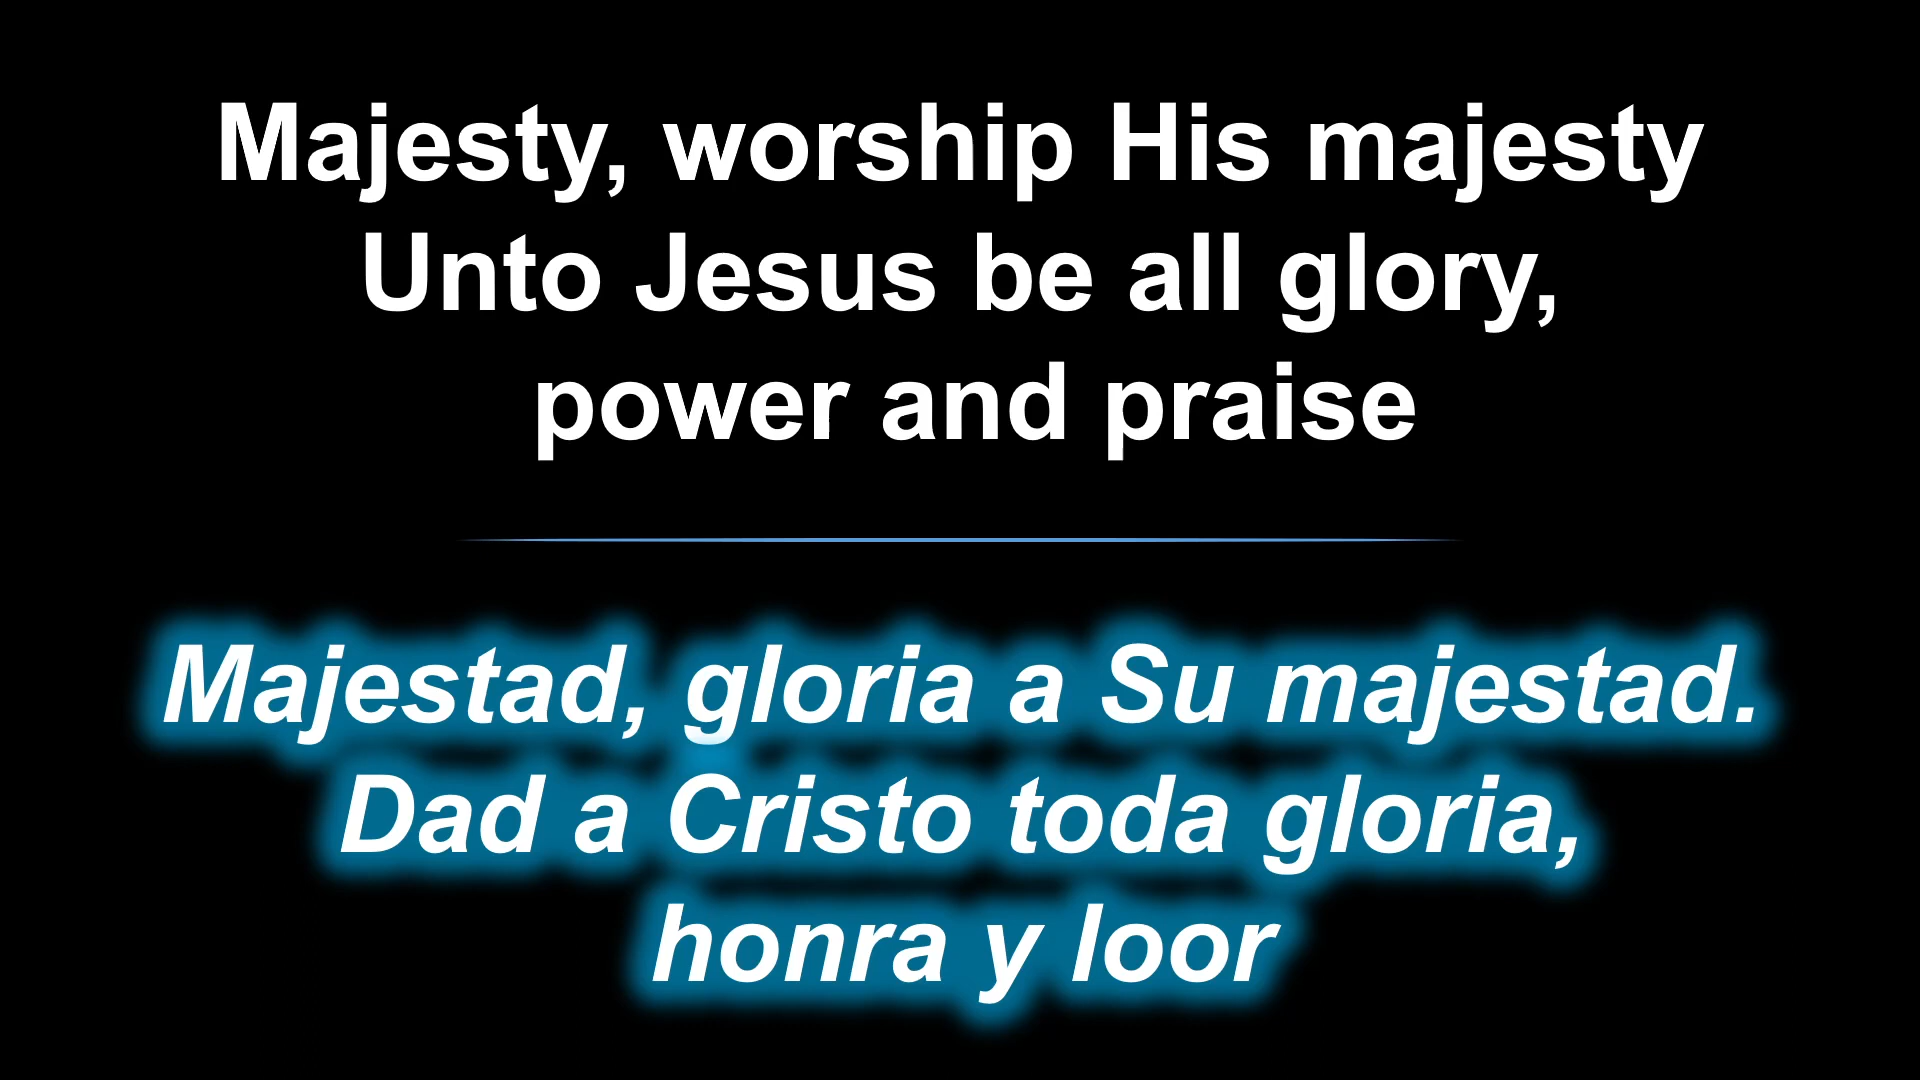 Majesty, worship His majesty
Unto Jesus be all glory,
power and praise
Majestad, gloria a Su majestad.
Dad a Cristo toda gloria,
honra y loor